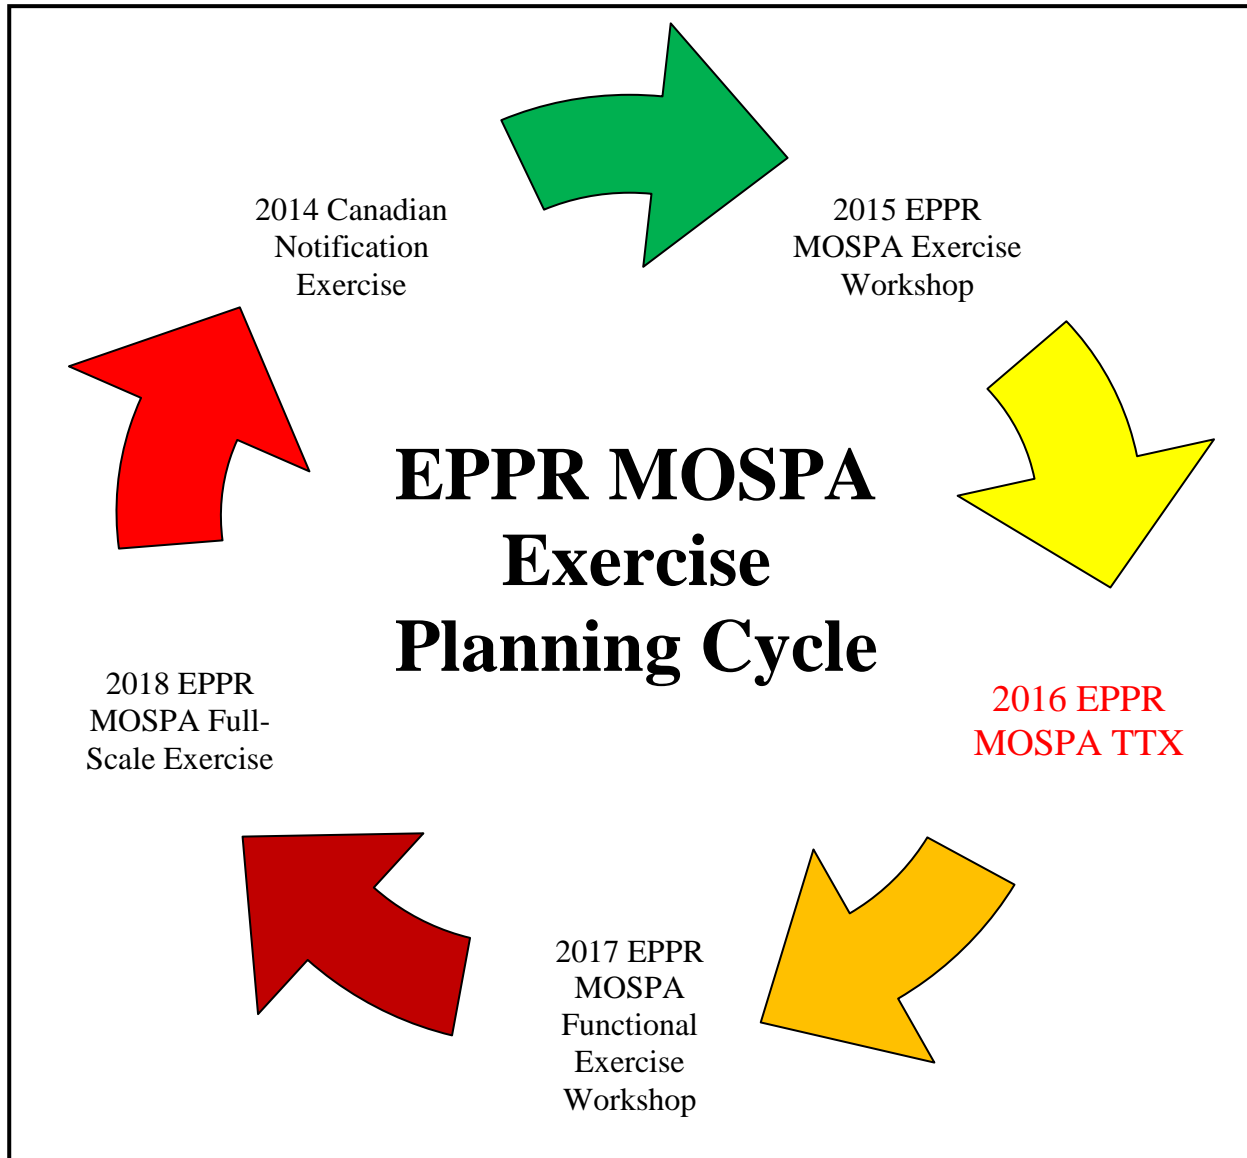 2014 Canadian
Notification
Exercise
2015 EPPR
MOSPA Exercise
Workshop
EPPR MOSPA
Exercise
Planning Cycle
2016 EPPR
MOSPA TTX
2017 EPPR
MOSPA
Functional
Exercise
Workshop
2018 EPPR
MOSPA Full-
Scale Exercise